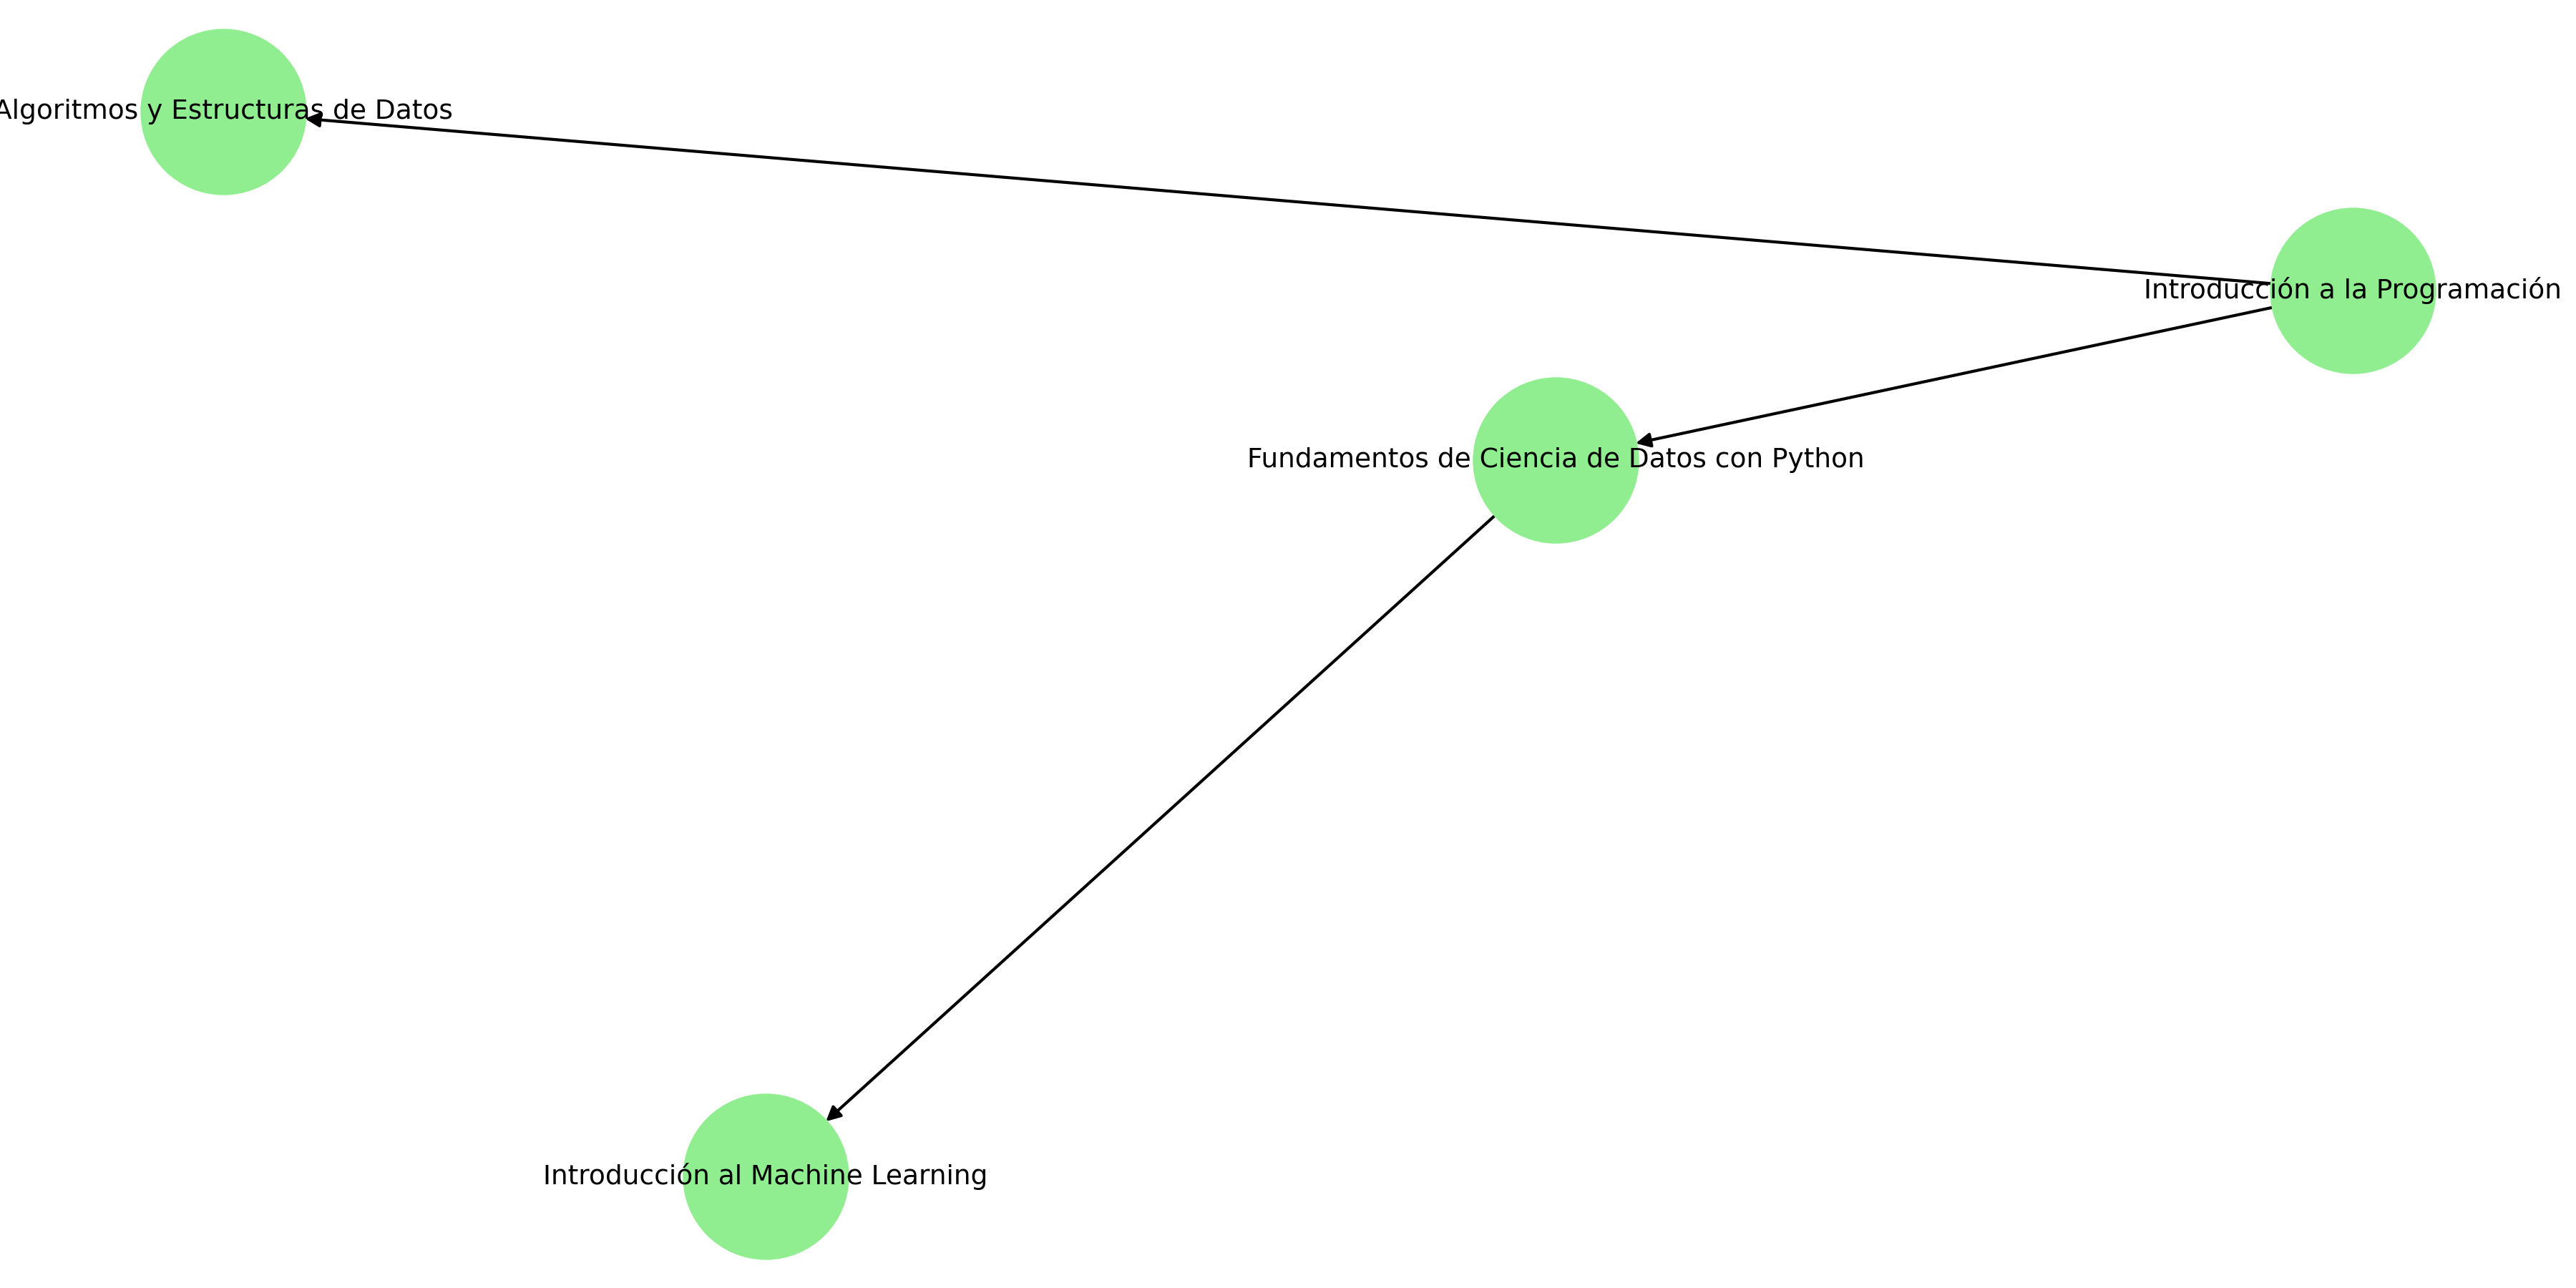 Algoritmos y Estructuras de Datos
Introducción a la Programación
Fundamentos de Ciencia de Datos con Python
Introducción al Machine Learning